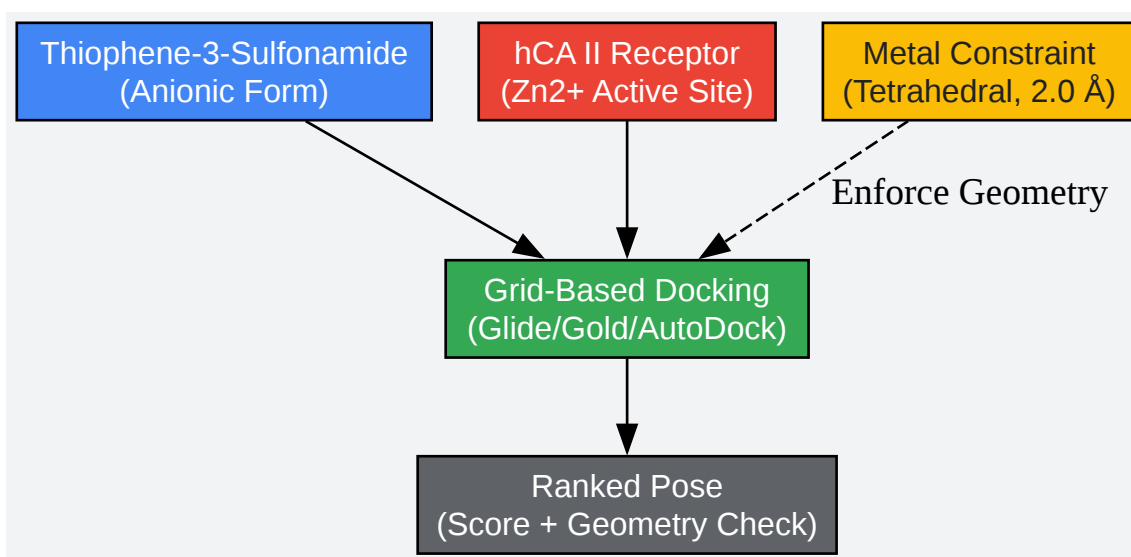 Thiophene-3-Sulfonamide
(Anionic Form)
hCA II Receptor
(Zn2+ Active Site)
Metal Constraint
(Tetrahedral, 2.0 Å)
Enforce Geometry
Grid-Based Docking
(Glide/Gold/AutoDock)
Ranked Pose
(Score + Geometry Check)